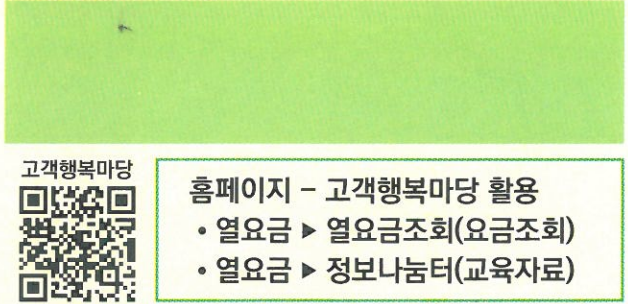 고객행복마당
홈페이지 – 고객행복마당 활용
• 열요금 ▶ 열요금조회(요금조회)
• 열요금 ▶ 정보나눔터(교육자료)